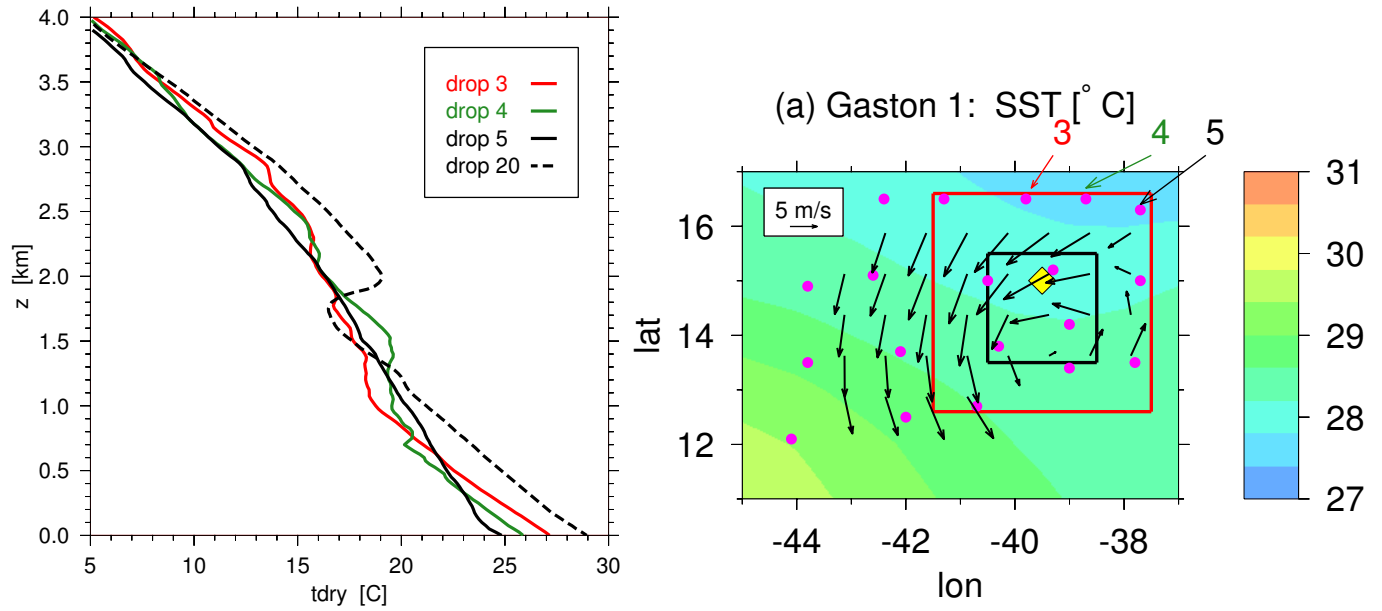 4.0
3.5
3.0
2.5
2.0
1.5
1.0
0.5
0.0
z [km]
5 10 15 20 25 30
tdry [C]
drop 3
drop 4
drop 5
drop 20
(a) Gaston 1: SST [° C]
3 4 5
5 m/s
16
14
12
lat
-44 -42 -40 -38
lon
31
30
29
28
27